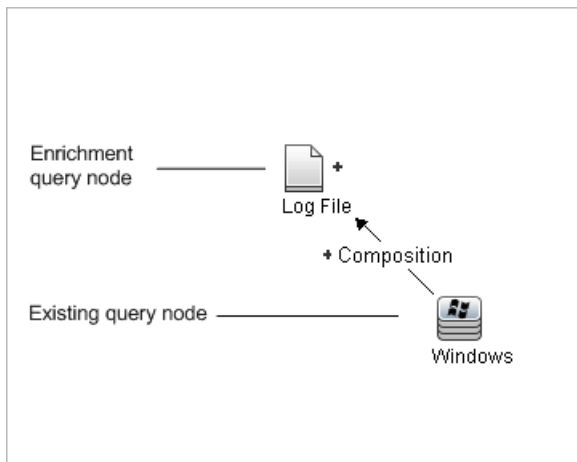 Enrichment
query node
Log File
Composition
Existing query node
Windows